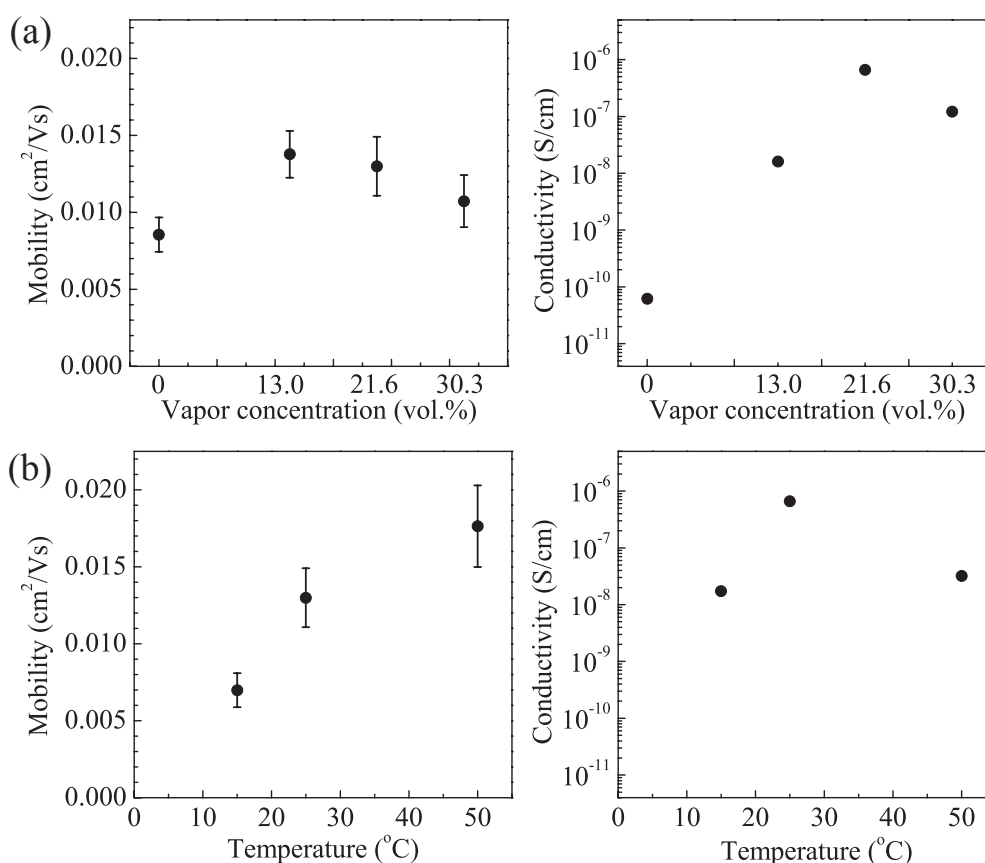 (a)
0.020
0.015
0.010
0.005
0.000
Mobility (cm²/Vs)
0 13.0 21.6 30.3
Vapor concentration (vol.%)
10⁻⁶
10⁻⁷
10⁻⁸
10⁻⁹
10⁻¹⁰
10⁻¹¹
Conductivity (S/cm)
0 13.0 21.6 30.3
Vapor concentration (vol.%)
(b)
0.020
0.015
0.010
0.005
0.000
Mobility (cm²/Vs)
0 10 20 30 40 50
Temperature (°C)
10⁻⁶
10⁻⁷
10⁻⁸
10⁻⁹
10⁻¹⁰
10⁻¹¹
Conductivity (S/cm)
0 10 20 30 40 50
Temperature (°C)